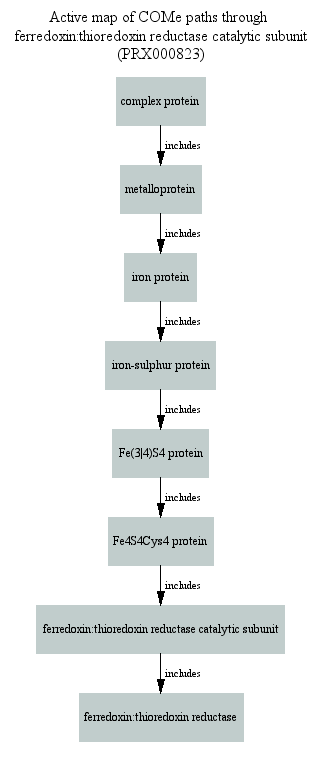 Active map of COMe paths through
ferredoxin:thioredoxin reductase catalytic subunit
(PRX000823)
complex protein
includes
metalloprotein
includes
iron protein
includes
iron-sulphur protein
includes
Fe(3|4)S4 protein
includes
Fe4S4Cys4 protein
includes
ferredoxin:thioredoxin reductase catalytic subunit
includes
ferredoxin:thioredoxin reductase